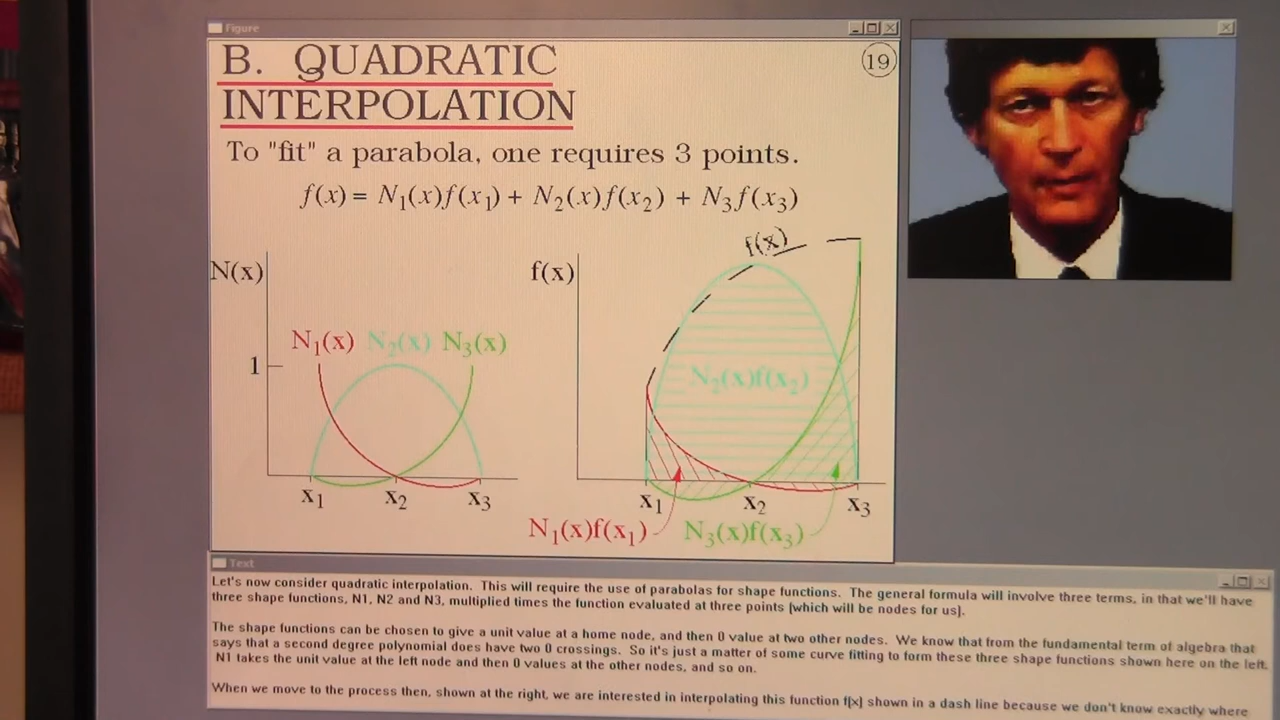 Figure
B. QUADRATIC
INTERPOLATION
19
To "fit" a parabola, one requires 3 points.
f(x) = N₁(x)f(x₁) + N₂(x)f(x₂) + N₃f(x₃)
N(x)
N₁(x) N₂(x) N₃(x)
1
x₁ x₂ x₃
f(x)
f(x)
N₂(x)f(x₂)
x₁ x₂ x₃
N₁(x)f(x₁) N₃(x)f(x₃)
Text
Let's now consider quadratic interpolation. This will require the use of parabolas for shape functions. The general formula will involve three terms, in that we'll have
three shape functions, N1, N2 and N3, multiplied times the function evaluated at three points (which will be nodes for us).
The shape functions can be chosen to give a unit value at a home node, and then 0 value at two other nodes. We know that from the fundamental term of algebra that
says that a second degree polynomial does have two 0 crossings. So it's just a matter of some curve fitting to form these three shape functions shown here on the left.
N1 takes the unit value at the left node and then 0 values at the other nodes, and so on.
When we move to the process then, shown at the right, we are interested in interpolating this function f(x) shown in a dash line because we don't know exactly where